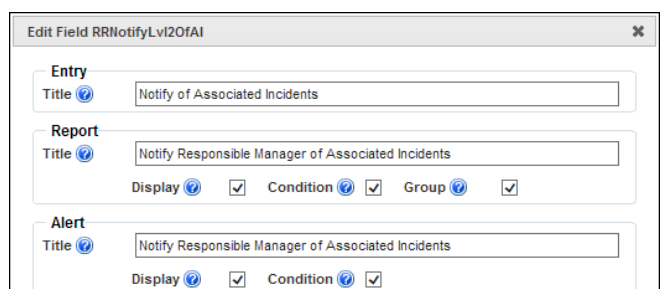 Edit Field RRNotifyLvl2OfAI
Entry
Title
Notify of Associated Incidents
Report
Title
Notify Responsible Manager of Associated Incidents
Display Condition Group
Alert
Title
Notify Responsible Manager of Associated Incidents
Display Condition